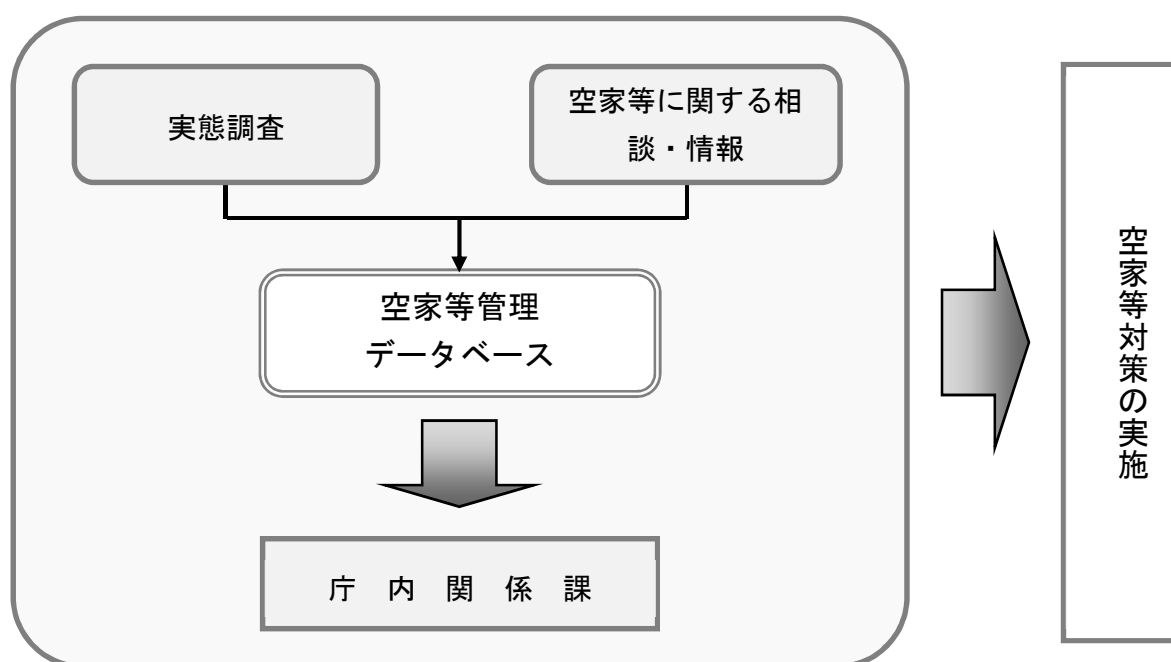 実態調査
空家等に関する相
談・情報
空家等管理
データベース
庁内関係課
空家等対策の実施